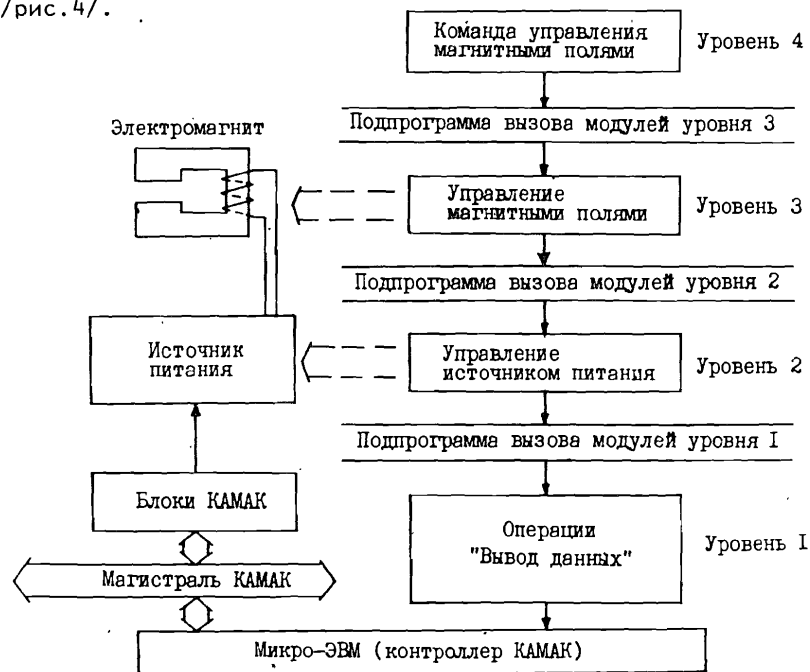 /рис.4/.
Команда управления
магнитными полями
Уровень 4
Подпрограмма вызова модулей уровня 3
Электромагнит
Управление
магнитными полями
Уровень 3
Подпрограмма вызова модулей уровня 2
Источник
питания
Управление
источником питания
Уровень 2
Подпрограмма вызова модулей уровня I
Блоки КАМАК
Операции
"Вывод данных"
Уровень I
Магистраль КАМАК
Микро-ЭВМ (контроллер КАМАК)